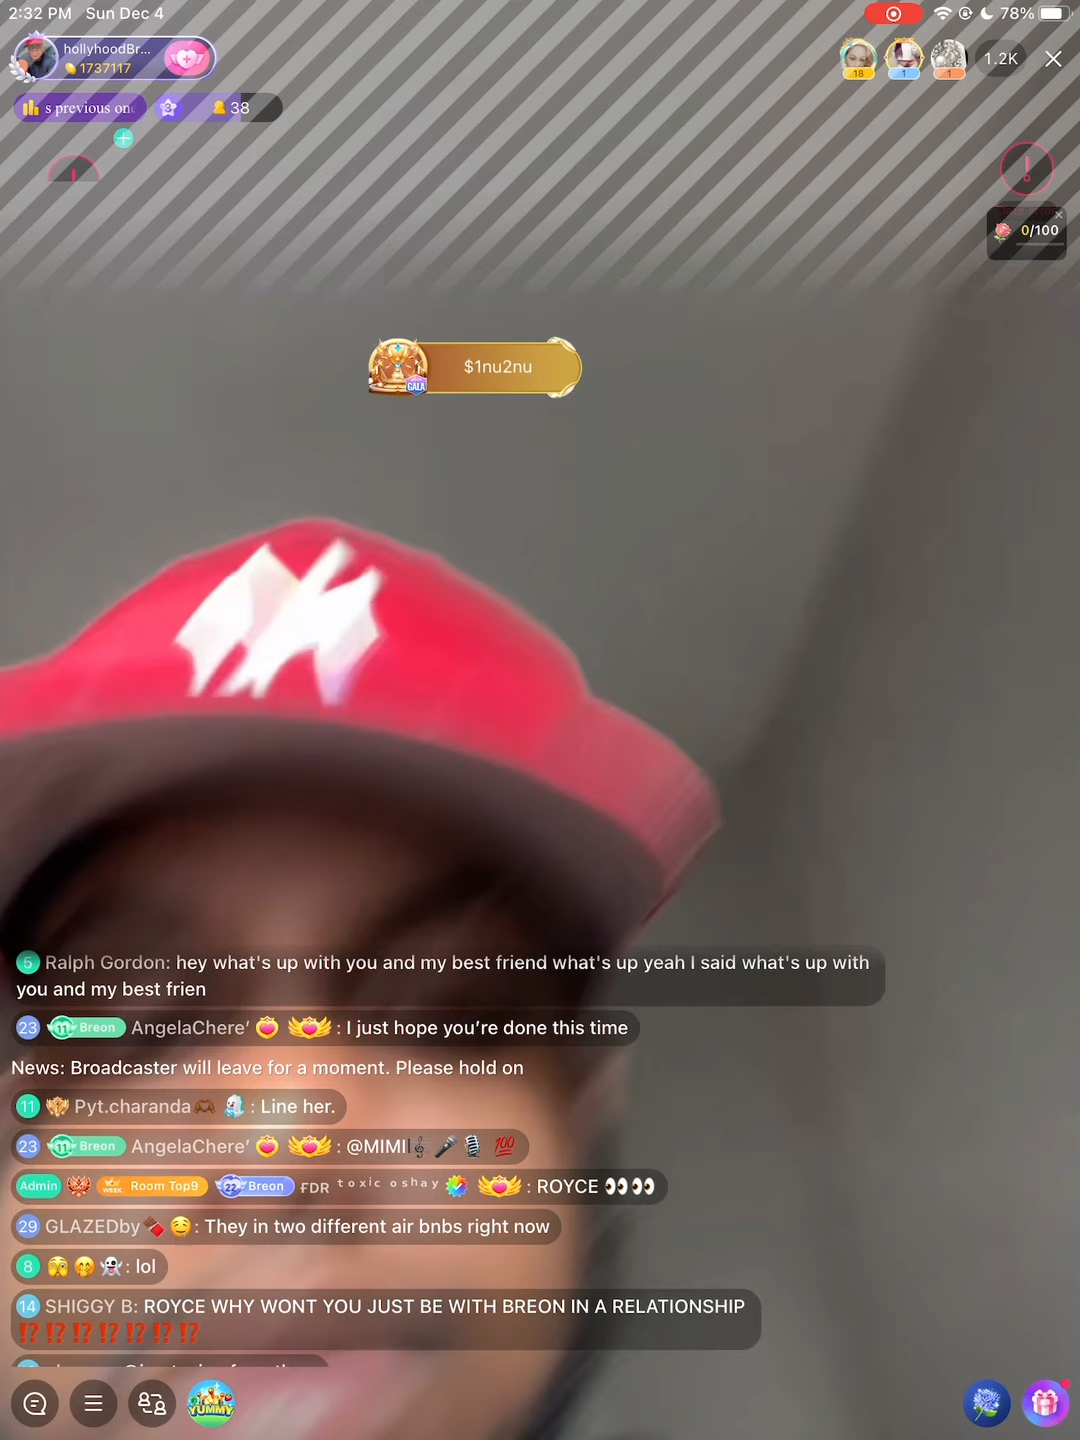 2:32 PM Sun Dec 4
78%
hollyhoodBr...
1737117
18
1
1
1.2K
s previous on
3
38
0/100
GALA
$1nu2nu
5 Ralph Gordon: hey what's up with you and my best friend what's up yeah I said what's up with
you and my best frien
23 11 Breon AngelaChere’ : I just hope you’re done this time
News: Broadcaster will leave for a moment. Please hold on
11 Pyt.charanda : Line her.
23 11 Breon AngelaChere’ : @MIMI 💯
Admin WEEK Room Top9 22 Breon FDR toxic oshay : ROYCE 👀👀
29 GLAZEDby🍫🤤: They in two different air bnbs right now
8 : lol
14 SHIGGY B: ROYCE WHY WONT YOU JUST BE WITH BREON IN A RELATIONSHIP
⁉️⁉️⁉️⁉️⁉️⁉️⁉️
YUMMY